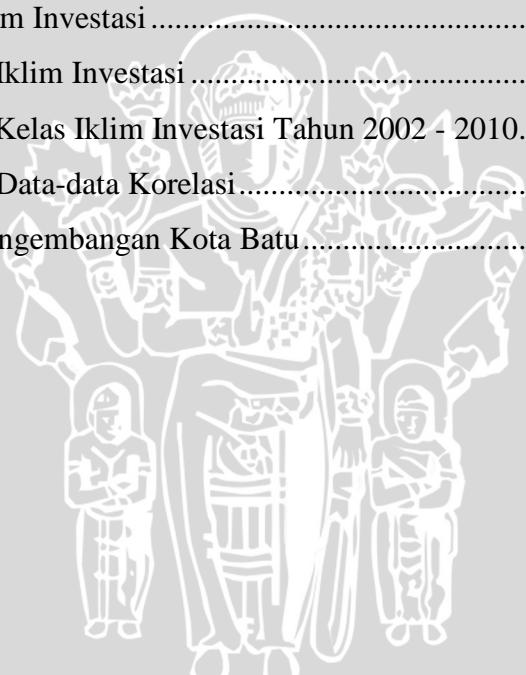 m Investasi ................................................
Iklim Investasi ..........................................
Kelas Iklim Investasi Tahun 2002 - 2010.
Data-data Korelasi ....................................
ngembangan Kota Batu ............................